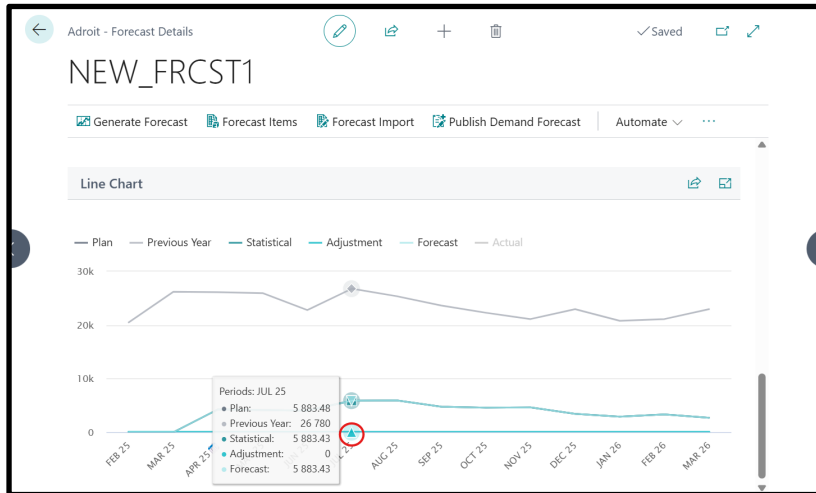 Adroit - Forecast Details
Saved
NEW_FRCST1
Generate Forecast
Forecast Items
Forecast Import
Publish Demand Forecast
Automate
Line Chart
Plan
Previous Year
Statistical
Adjustment
Forecast
Actual
30k
20k
10k
0
Periods: JUL 25
Plan: 5 883.48
Previous Year: 26 780
Statistical: 5 883.43
Adjustment: 0
Forecast: 5 883.43
FEB 25
MAR 25
APR 25
AUG 25
SEP 25
OCT 25
NOV 25
DEC 25
JAN 26
FEB 26
MAR 26